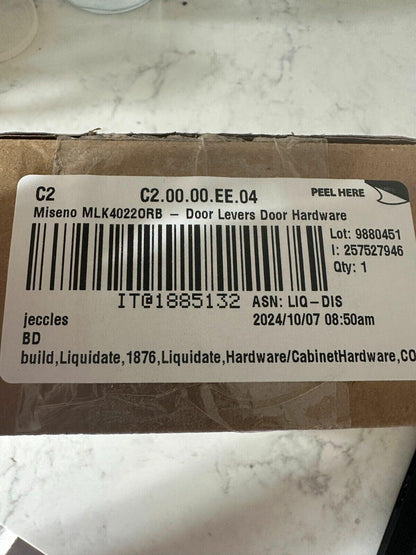 C2 C2.00.00.EE.04 PEEL HERE
Miseno MLK4022ORB – Door Levers Door Hardware
Lot: 9880451
I: 257527946
Qty: 1
IT@1885132 ASN: LIQ-DIS
jeccles 2024/10/07 08:50am
BD
build,Liquidate,1876,Liquidate,Hardware/CabinetHardware,CO